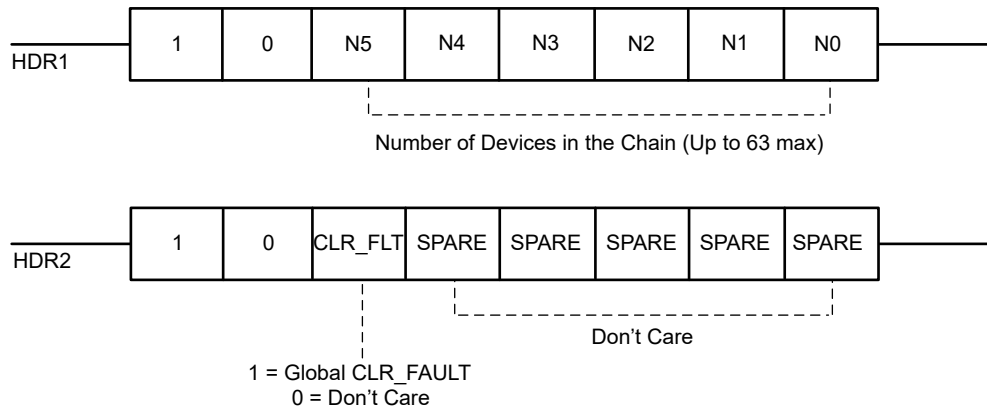 HDR1 1 0 N5 N4 N3 N2 N1 N0
Number of Devices in the Chain (Up to 63 max)
HDR2 1 0 CLR_FLT SPARE SPARE SPARE SPARE SPARE
Don't Care
1 = Global CLR_FAULT
0 = Don't Care